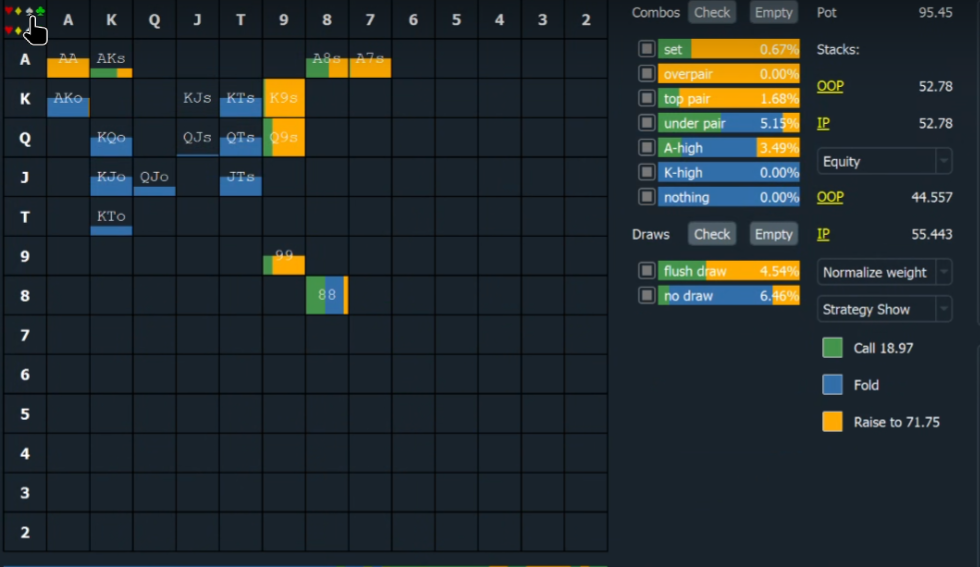 A K Q J T 9 8 7 6 5 4 3 2
A AA AKs A8s A7s
K AKo KJs KTs K9s
Q KQo QJs QTs Q9s
J KJo QJo JTs
T KTo
9 99
8 88
7
6
5
4
3
2
Combos Check Empty
set 0.67%
overpair 0.00%
top pair 1.68%
under pair 5.15%
A-high 3.49%
K-high 0.00%
nothing 0.00%
Draws Check Empty
flush draw 4.54%
no draw 6.46%
Pot 95.45
Stacks:
OOP 52.78
IP 52.78
Equity
OOP 44.557
IP 55.443
Normalize weight
Strategy Show
Call 18.97
Fold
Raise to 71.75